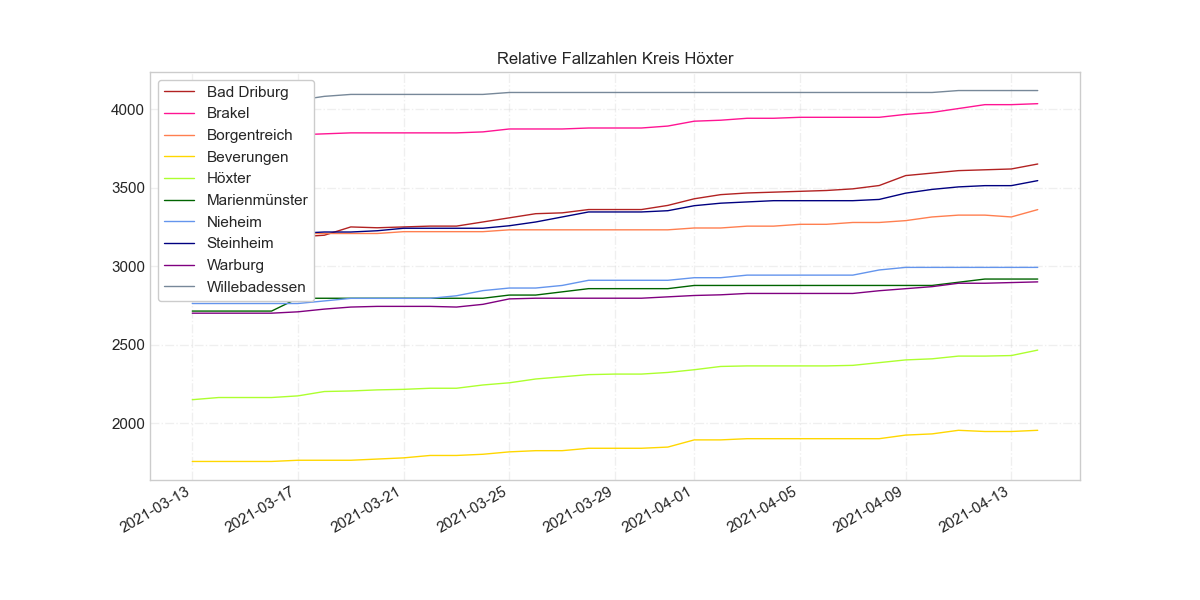 Relative Fallzahlen Kreis Höxter
Bad Driburg
Brakel
Borgentreich
Beverungen
Höxter
Marienmünster
Nieheim
Steinheim
Warburg
Willebadessen
4000
3500
3000
2500
2000
2021-03-13
2021-03-17
2021-03-21
2021-03-25
2021-03-29
2021-04-01
2021-04-05
2021-04-09
2021-04-13